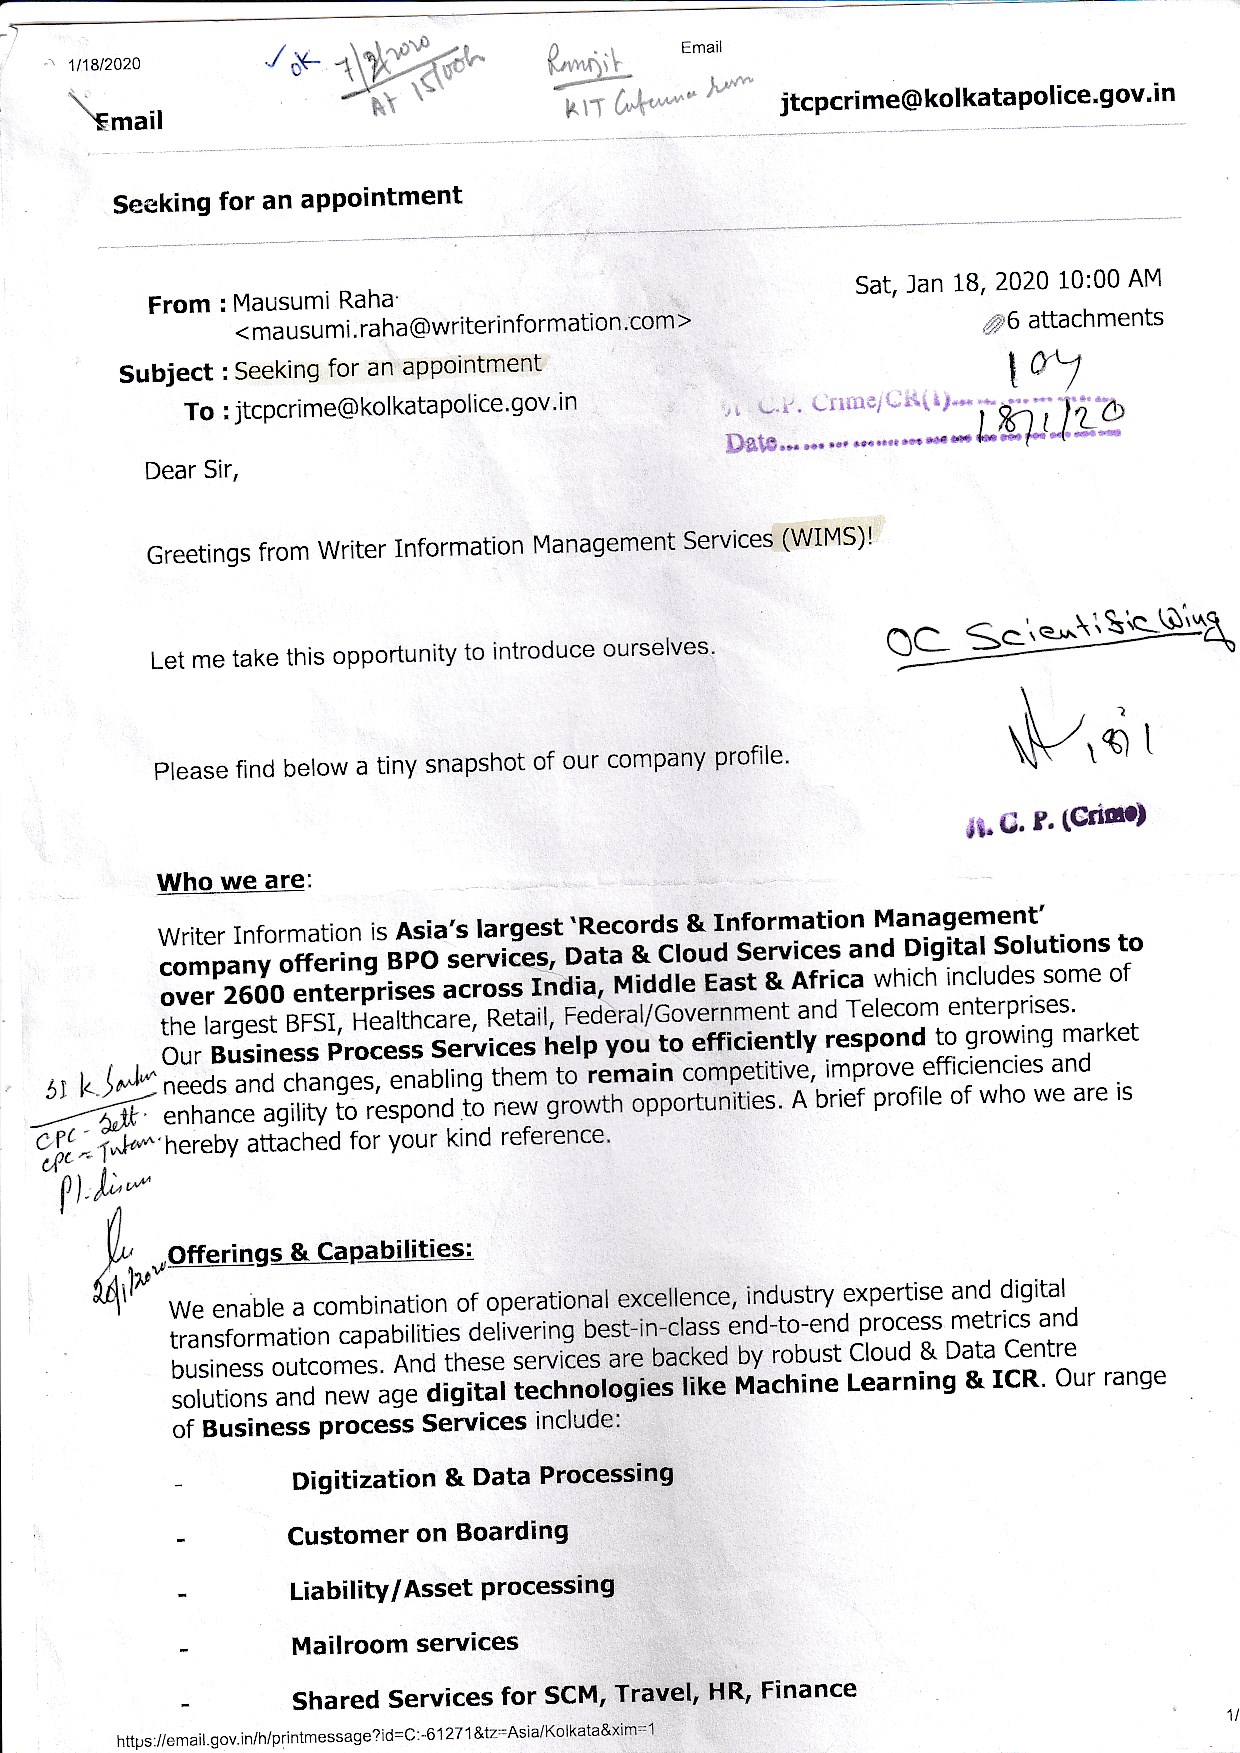 1/18/2020
Email
✓ OK 7/2/2020
AT 15/00h
Ramojit
KIT
Email
jtcpcrime@kolkatapolice.gov.in
Seeking for an appointment
From : Mausumi Raha
<mausumi.raha@writerinformation.com>
Sat, Jan 18, 2020 10:00 AM
6 attachments
Subject : Seeking for an appointment
To : jtcpcrime@kolkatapolice.gov.in
104
C.P. Crime/CR(1)........
Date........ 18/1/20
Dear Sir,
Greetings from Writer Information Management Services (WIMS)!
OC Scientific Wing
Let me take this opportunity to introduce ourselves.
18/1
Please find below a tiny snapshot of our company profile.
C. P. (Crime)
Who we are:
Writer Information is Asia's largest ‘Records & Information Management’
company offering BPO services, Data & Cloud Services and Digital Solutions to
over 2600 enterprises across India, Middle East & Africa which includes some of
the largest BFSI, Healthcare, Retail, Federal/Government and Telecom enterprises.
Our Business Process Services help you to efficiently respond to growing market
needs and changes, enabling them to remain competitive, improve efficiencies and
enhance agility to respond to new growth opportunities. A brief profile of who we are is
hereby attached for your kind reference.
SI K. Sarkar
CPC - Sett.
CPC =
Pl.
20/1/2020
Offerings & Capabilities:
We enable a combination of operational excellence, industry expertise and digital
transformation capabilities delivering best-in-class end-to-end process metrics and
business outcomes. And these services are backed by robust Cloud & Data Centre
solutions and new age digital technologies like Machine Learning & ICR. Our range
of Business process Services include:
- Digitization & Data Processing
- Customer on Boarding
- Liability/Asset processing
- Mailroom services
- Shared Services for SCM, Travel, HR, Finance
https://email.gov.in/h/printmessage?id=C:-61271&tz=Asia/Kolkata&xim=1
1/